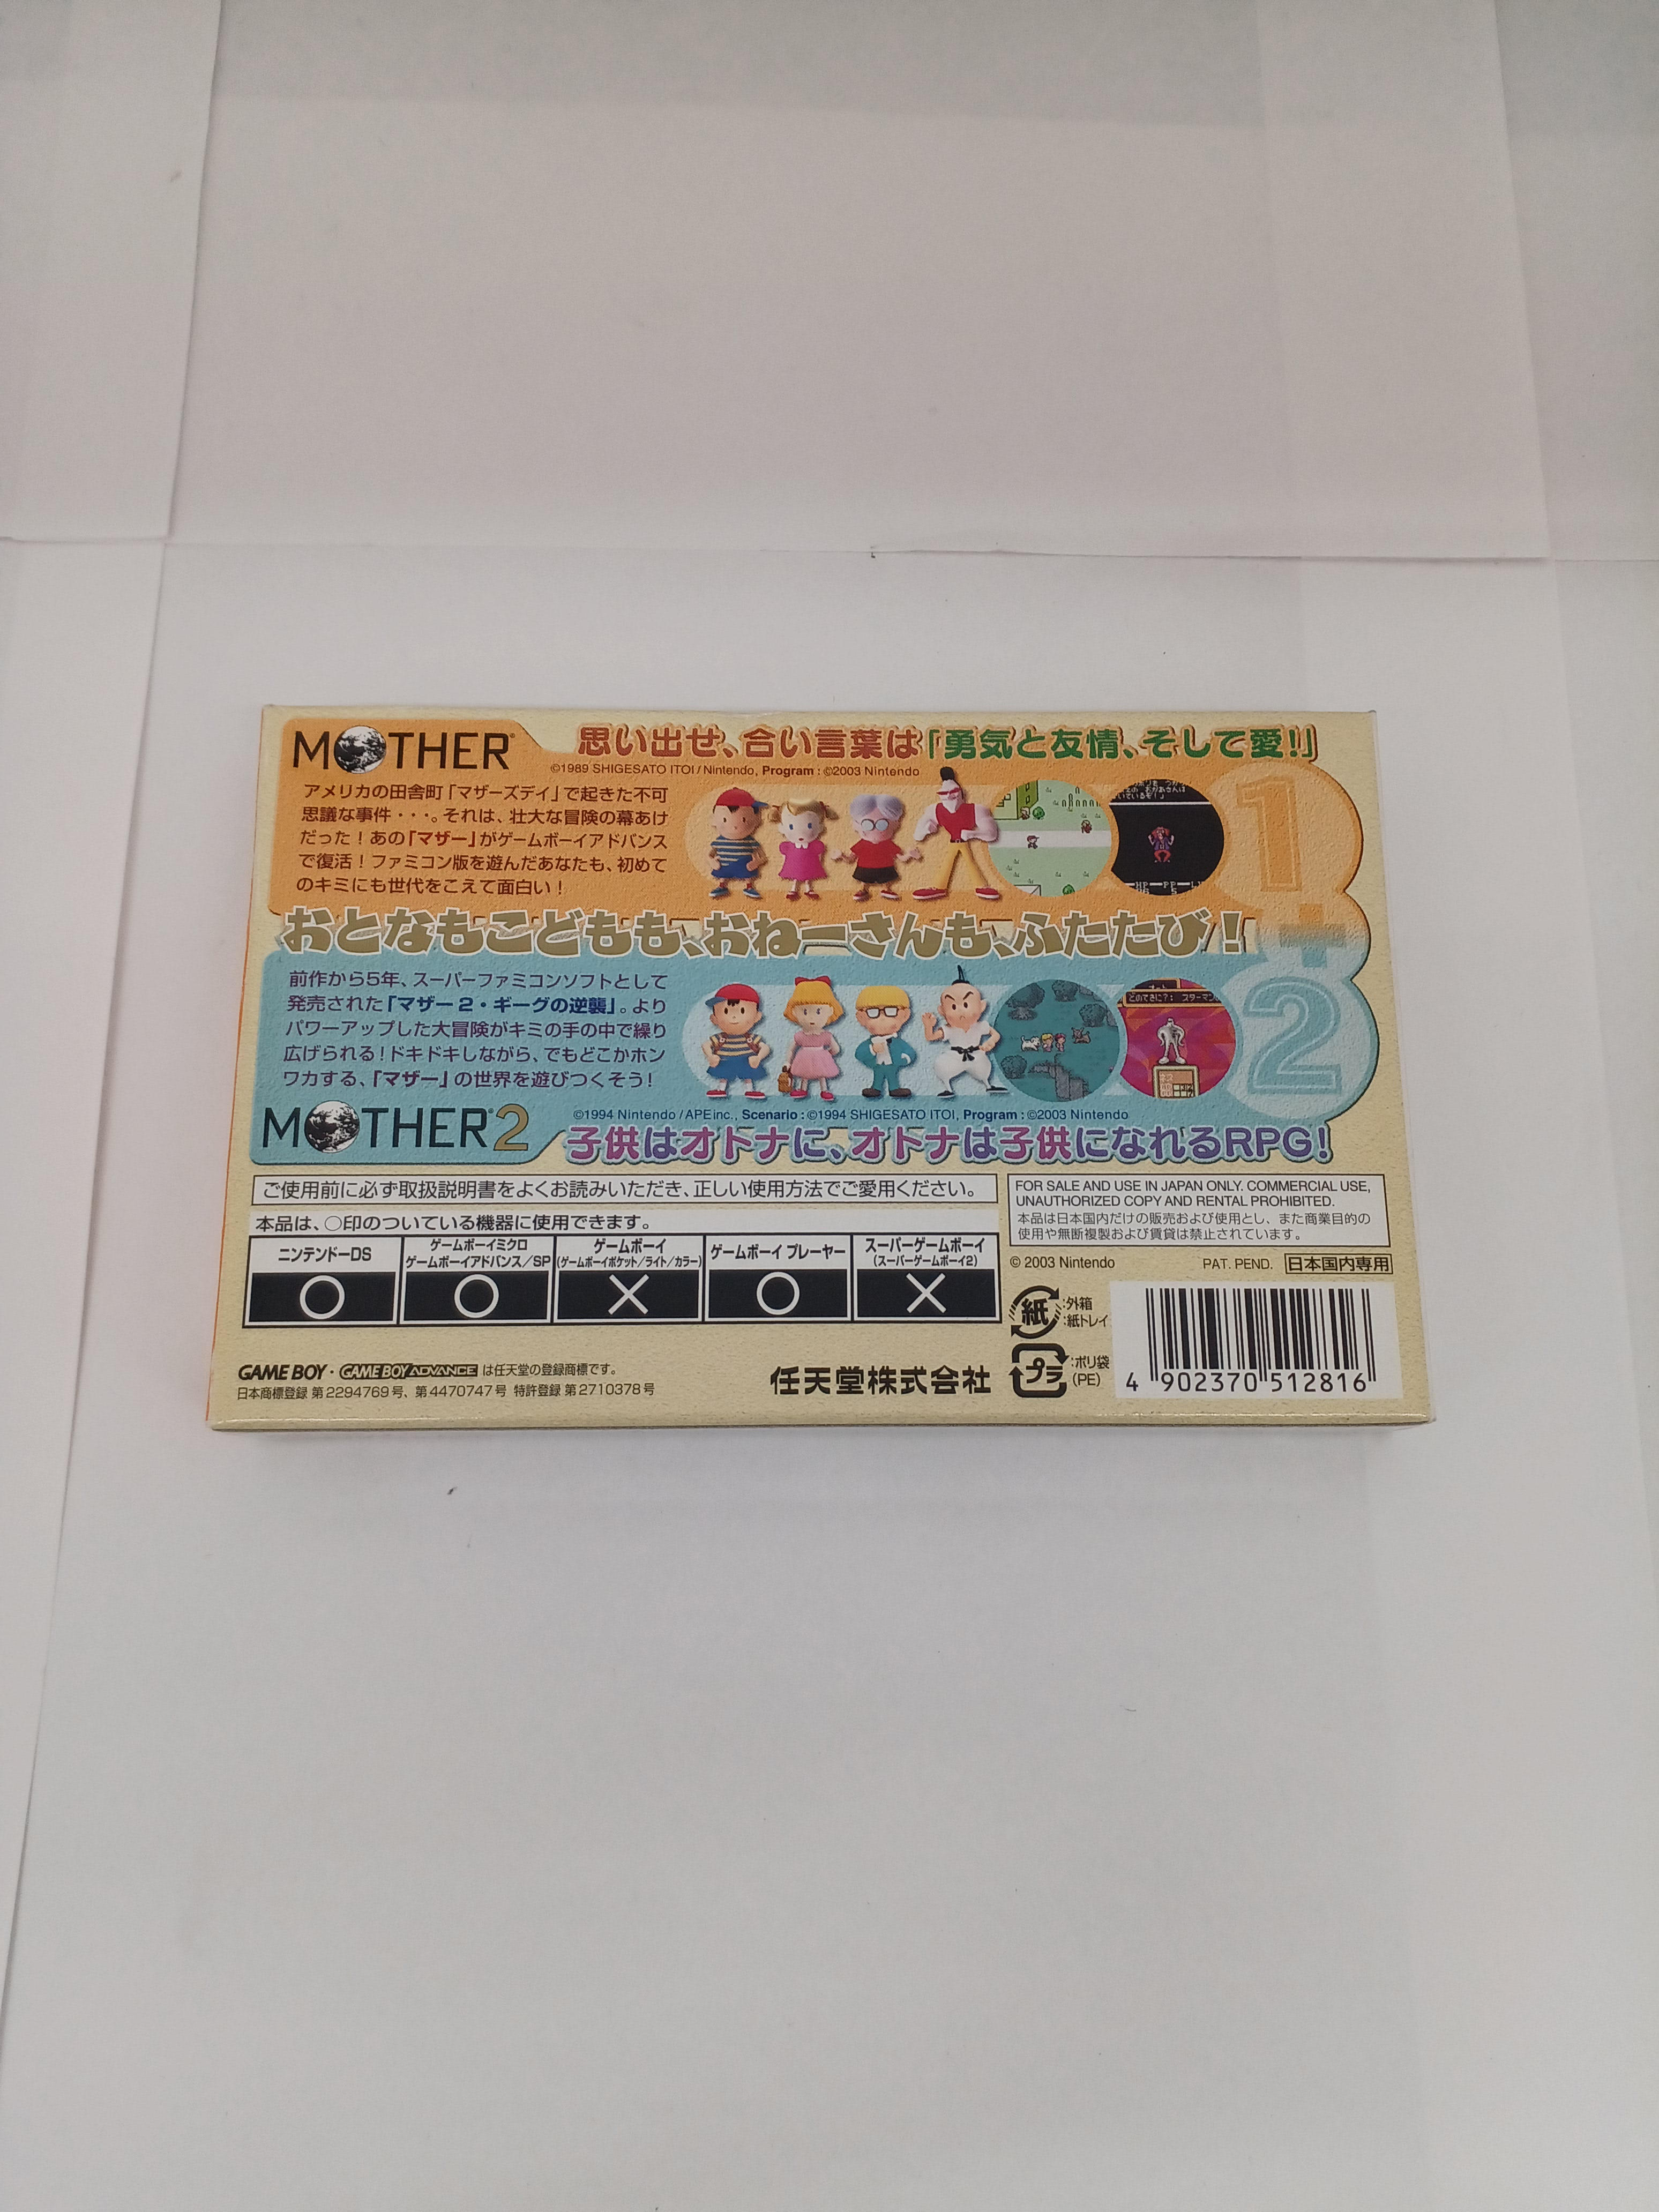 MOTHER®
思い出せ、合い言葉は「勇気と友情、そして愛!!」
©1989 SHIGESATO ITOI / Nintendo, Program : ©2003 Nintendo
アメリカの田舎町「マザーズデイ」で起きた不可
思議な事件・・・。それは、壮大な冒険の幕あけ
だった！あの「マザー」がゲームボーイアドバンス
で復活！ファミコン版を遊んだあなたも、初めて
のキミにも世代をこえて面白い！
1
+
2
おとなもこどもも、おねーさんも、ふたたび！
前作から5年、スーパーファミコンソフトとして
発売された「マザー2・ギーグの逆襲」。より
パワーアップした大冒険がキミの手の中で繰り
広げられる！ドキドキしながら、でもどこかホン
ワカする、「マザー」の世界を遊びつくそう！
MOTHER®2
©1994 Nintendo / APE inc., Scenario : ©1994 SHIGESATO ITOI, Program : ©2003 Nintendo
子供はオトナに、オトナは子供になれるRPG！
ご使用前に必ず取扱説明書をよくお読みいただき、正しい使用方法でご愛用ください。
本品は、○印のついている機器に使用できます。
ニンテンドーDS
○
ゲームボーイミクロ
ゲームボーイアドバンス／SP
○
ゲームボーイ
(ゲームボーイポケット／ライト／カラー)
×
ゲームボーイ プレーヤー
○
スーパーゲームボーイ
(スーパーゲームボーイ2)
×
FOR SALE AND USE IN JAPAN ONLY. COMMERCIAL USE,
UNAUTHORIZED COPY AND RENTAL PROHIBITED.
本品は日本国内だけの販売および使用とし、また商業目的の
使用や無断複製および賃貸は禁止されています。
© 2003 Nintendo PAT. PEND. 日本国内専用
紙 :外箱
:紙トレイ
プラ :ポリ袋
(PE)
4 902370 512816
GAME BOY・GAME BOY ADVANCE は任天堂の登録商標です。
日本商標登録 第2294769号、第4470747号 特許登録 第2710378号
任天堂株式会社